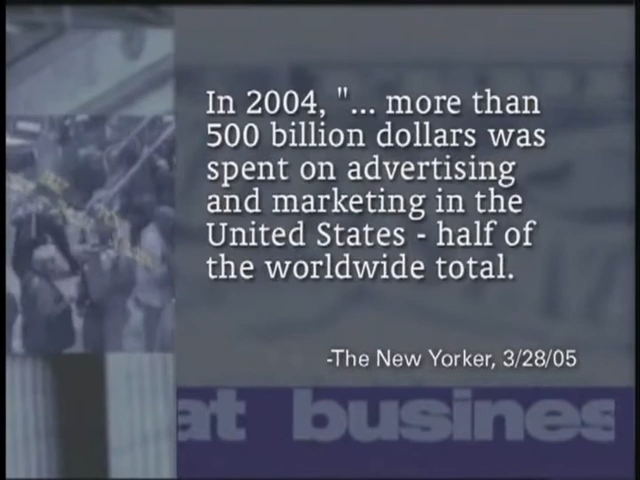 In 2004, "... more than
500 billion dollars was
spent on advertising
and marketing in the
United States - half of
the worldwide total.
-The New Yorker, 3/28/05
at busines